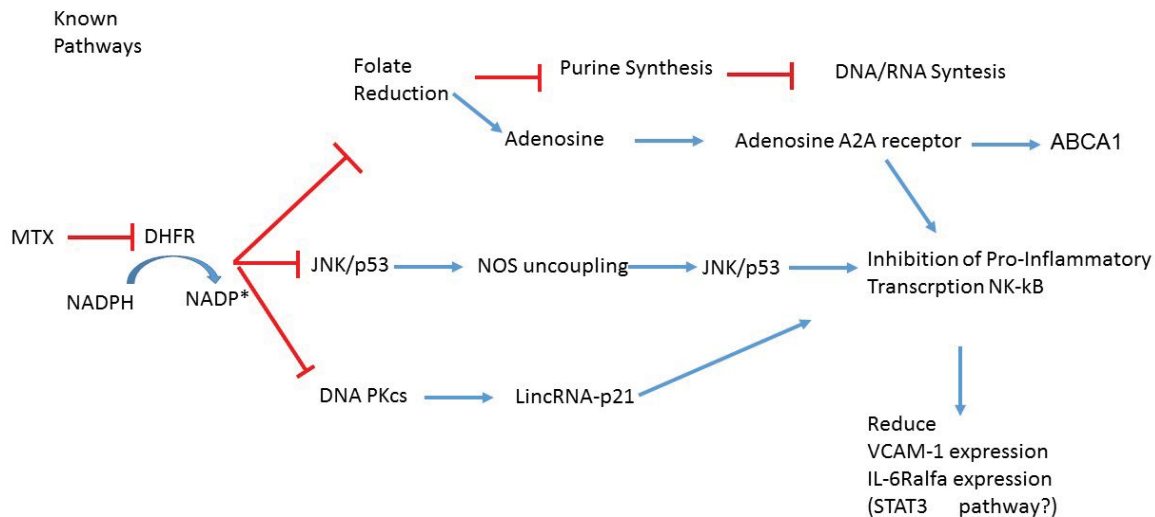 Known
Pathways
Folate
Reduction
Purine Synthesis
DNA/RNA Syntesis
Adenosine
Adenosine A2A receptor
ABCA1
MTX
DHFR
NADPH
NADP*
JNK/p53
NOS uncoupling
JNK/p53
Inhibition of Pro-Inflammatory
Transcrption NK-kB
DNA PKcs
LincRNA-p21
Reduce
VCAM-1 expression
IL-6Ralfa expression
(STAT3 pathway?)